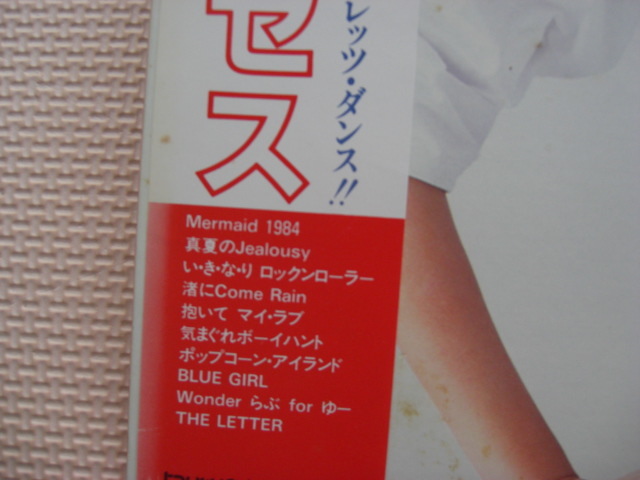 レッツ・ダンス!!
セス
Mermaid 1984
真夏のJealousy
い・き・な・り ロックンローラー
渚にCome Rain
抱いて マイ・ラブ
気まぐれボーイハント
ポップコーン・アイランド
BLUE GIRL
Wonder らぶ for ゆー
THE LETTER